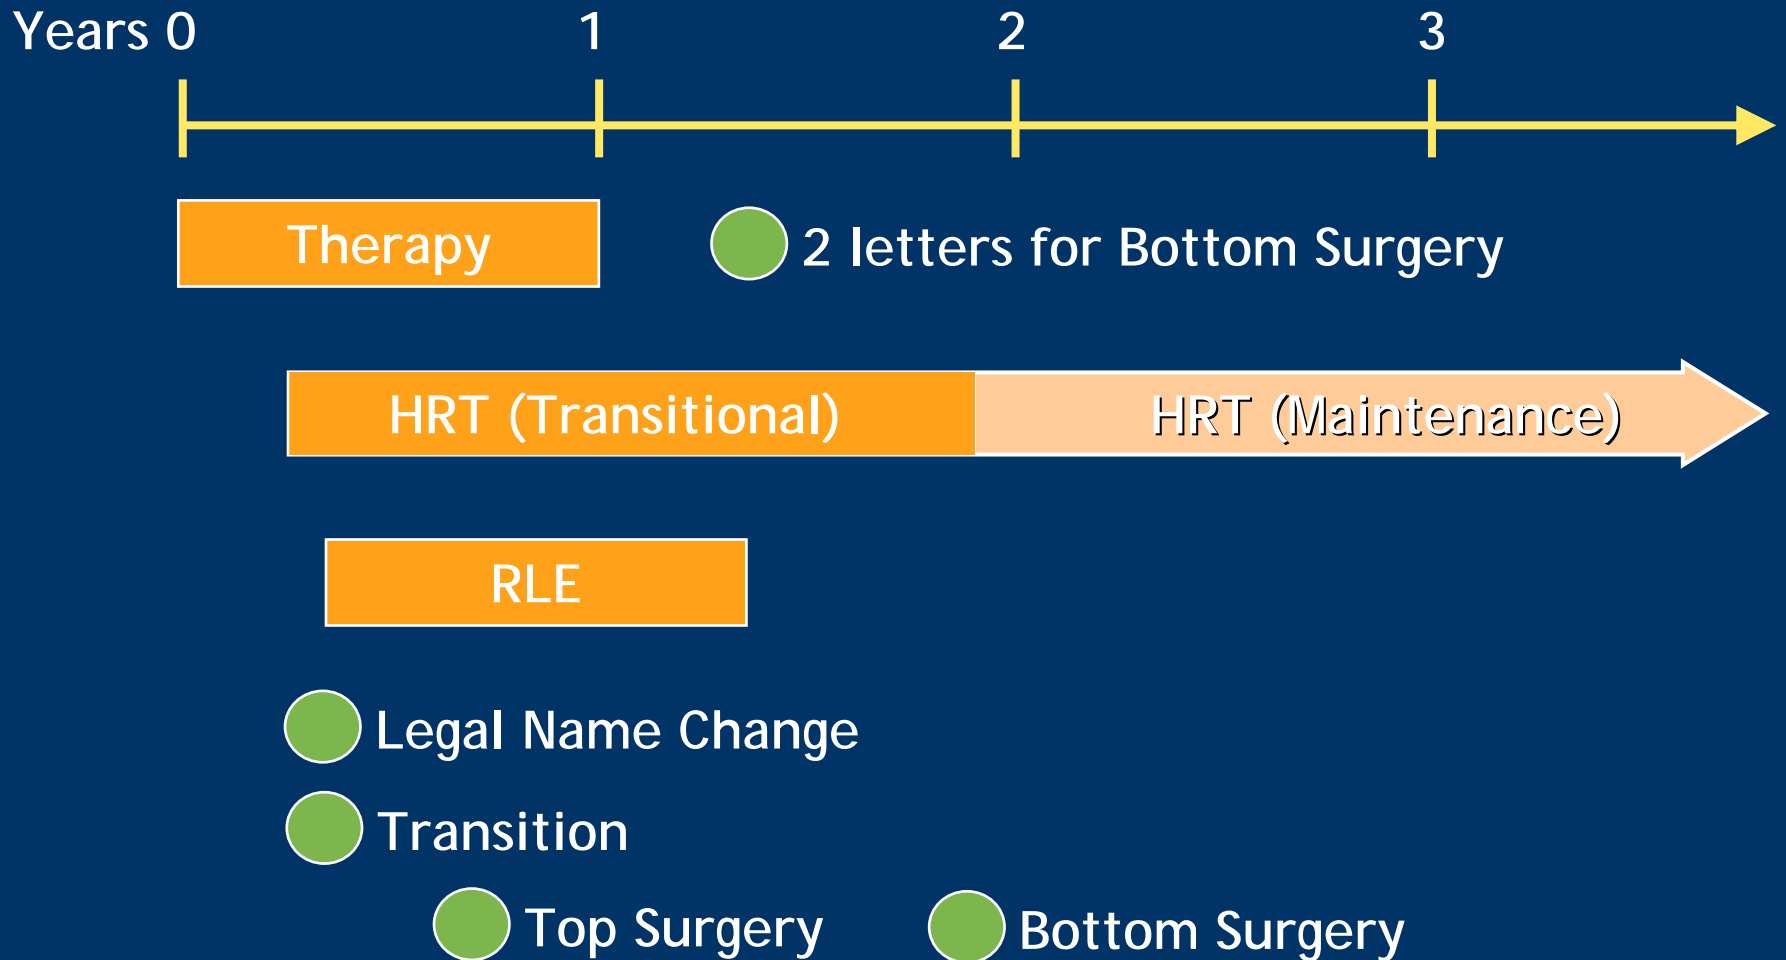 Years 0 1 2 3
Therapy
2 letters for Bottom Surgery
HRT (Transitional)
HRT (Maintenance)
RLE
Legal Name Change
Transition
Top Surgery
Bottom Surgery